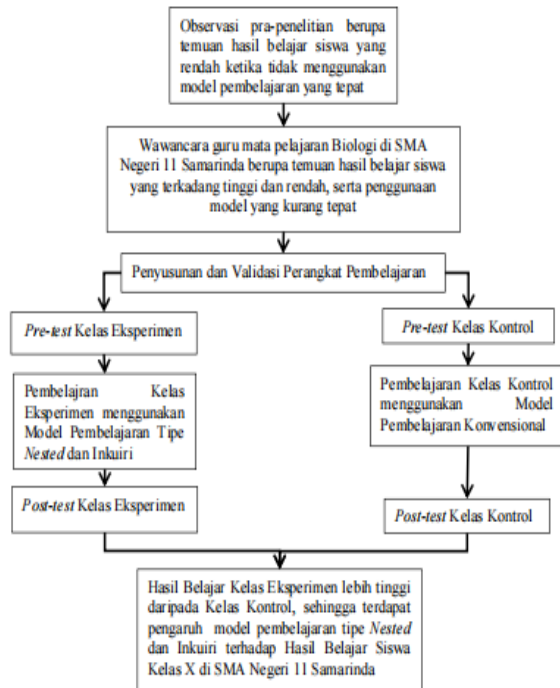 Observasi pra-penelitian berupa
temuan hasil belajar siswa yang
rendah ketika tidak menggunakan
model pembelajaran yang tepat
Wawancara guru mata pelajaran Biologi di SMA
Negeri 11 Samarinda berupa temuan hasil belajar siswa
yang terkadang tinggi dan rendah, serta penggunaan
model yang kurang tepat
Penyusunan dan Validasi Perangkat Pembelajaran
Pre-test Kelas Eksperimen
Pre-test Kelas Kontrol
Pembelajran Kelas
Eksperimen menggunakan
Model Pembelajaran Tipe
Nested dan Inkuiri
Pembelajaran Kelas Kontrol
menggunakan Model
Pembelajaran Konvensional
Post-test Kelas Eksperimen
Post-test Kelas Kontrol
Hasil Belajar Kelas Eksperimen lebih tinggi
daripada Kelas Kontrol, sehingga terdapat
pengaruh model pembelajaran tipe Nested
dan Inkuiri terhadap Hasil Belajar Siswa
Kelas X di SMA Negeri 11 Samarinda